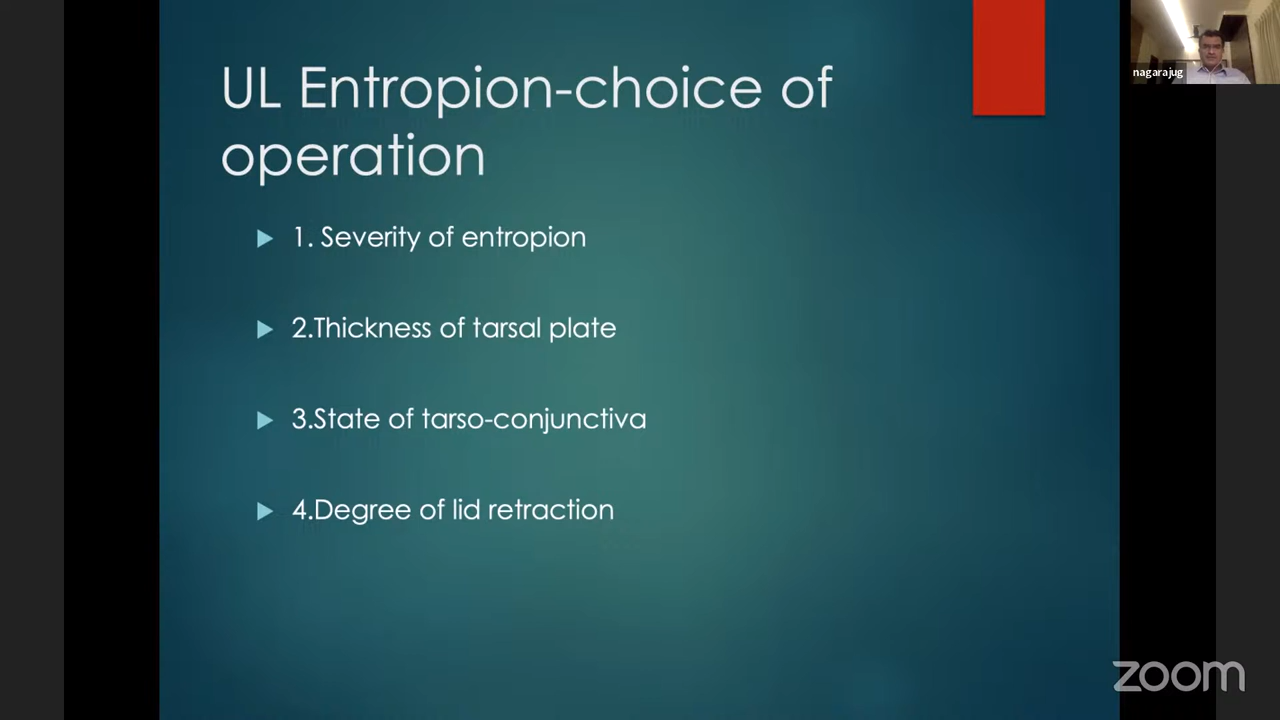 UL Entropion-choice of
operation
1. Severity of entropion
2.Thickness of tarsal plate
3.State of tarso-conjunctiva
4.Degree of lid retraction
nagarajug
zoom